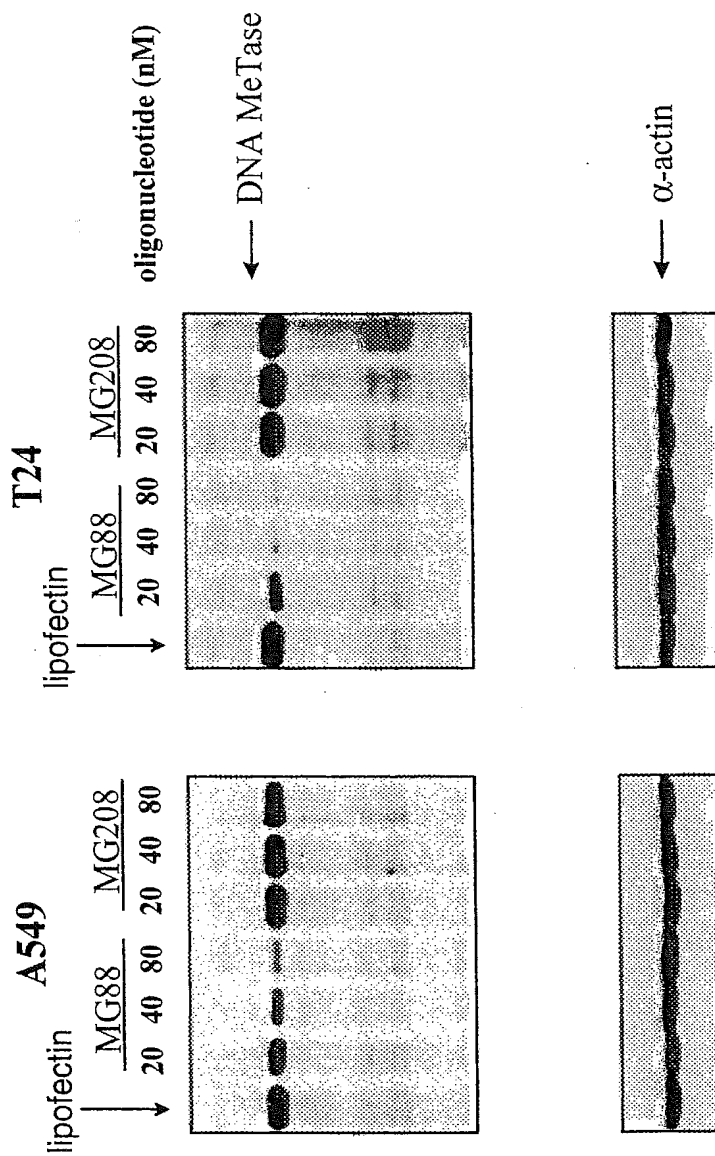 A549
T24
lipofectin
MG88
MG208
lipofectin
MG88
MG208
20 40 80 20 40 80
20 40 80 20 40 80
oligonucleotide (nM)
DNA MeTase
α-actin